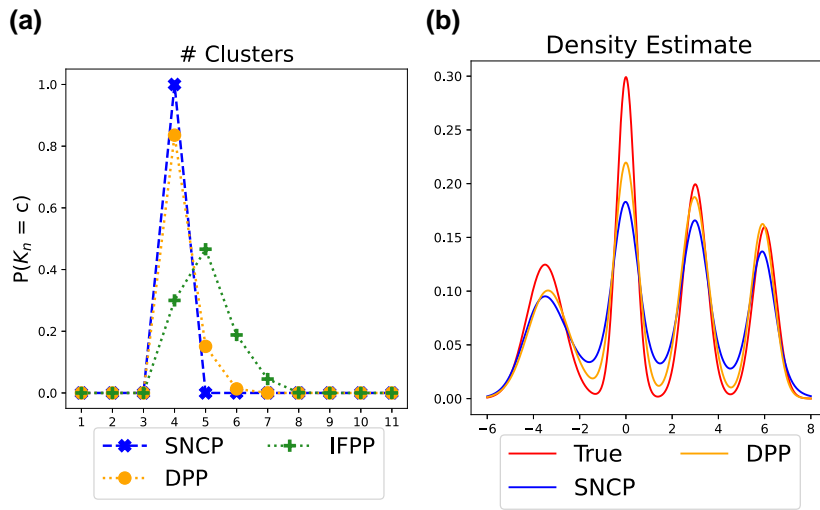 (a)
# Clusters
P(Kₙ = c)
1.0
0.8
0.6
0.4
0.2
0.0
1 2 3 4 5 6 7 8 9 10 11
SNCP IFPP
DPP
(b)
Density Estimate
0.30
0.25
0.20
0.15
0.10
0.05
0.00
−6 −4 −2 0 2 4 6 8
True DPP
SNCP